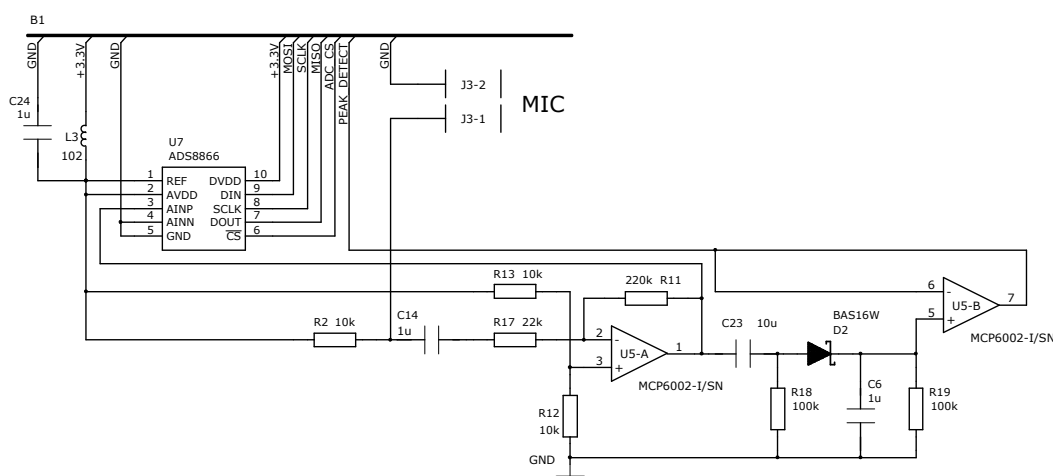 B1
GND
+3.3V
GND
+3.3V
MOSI
SCLK
MISO
ADC_CS
PEAK_DETECT
GND
C24
1u
L3
102
J3-2
J3-1
MIC
U7
ADS8866
1 REF DVDD 10
2 AVDD DIN 9
3 AINP SCLK 8
4 AINN DOUT 7
5 GND CS 6
R13 10k
220k R11
R2 10k
C14
1u
R17 22k
2 -
3 +
U5-A
1
MCP6002-I/SN
C23 10u
BAS16W
D2
6 -
5 +
U5-B
7
MCP6002-I/SN
R12
10k
R18
100k
C6
1u
R19
100k
GND